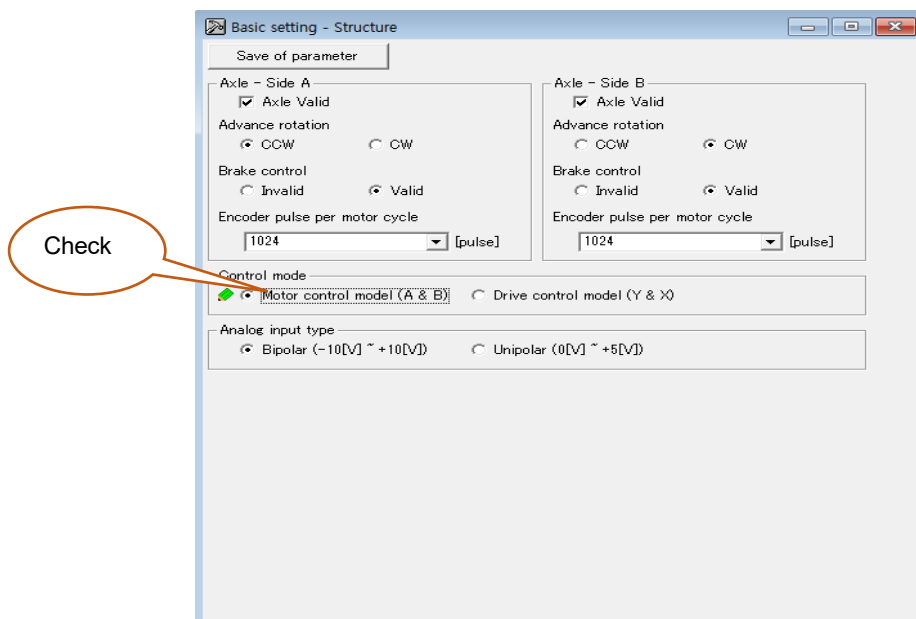 Basic setting - Structure
Save of parameter
Axle - Side A
Axle Valid
Advance rotation
CCW CW
Brake control
Invalid Valid
Encoder pulse per motor cycle
1024 [pulse]
Axle - Side B
Axle Valid
Advance rotation
CCW CW
Brake control
Invalid Valid
Encoder pulse per motor cycle
1024 [pulse]
Check
Control mode
Motor control model (A & B) Drive control model (Y & X)
Analog input type
Bipolar (-10[V] ~ +10[V]) Unipolar (0[V] ~ +5[V])